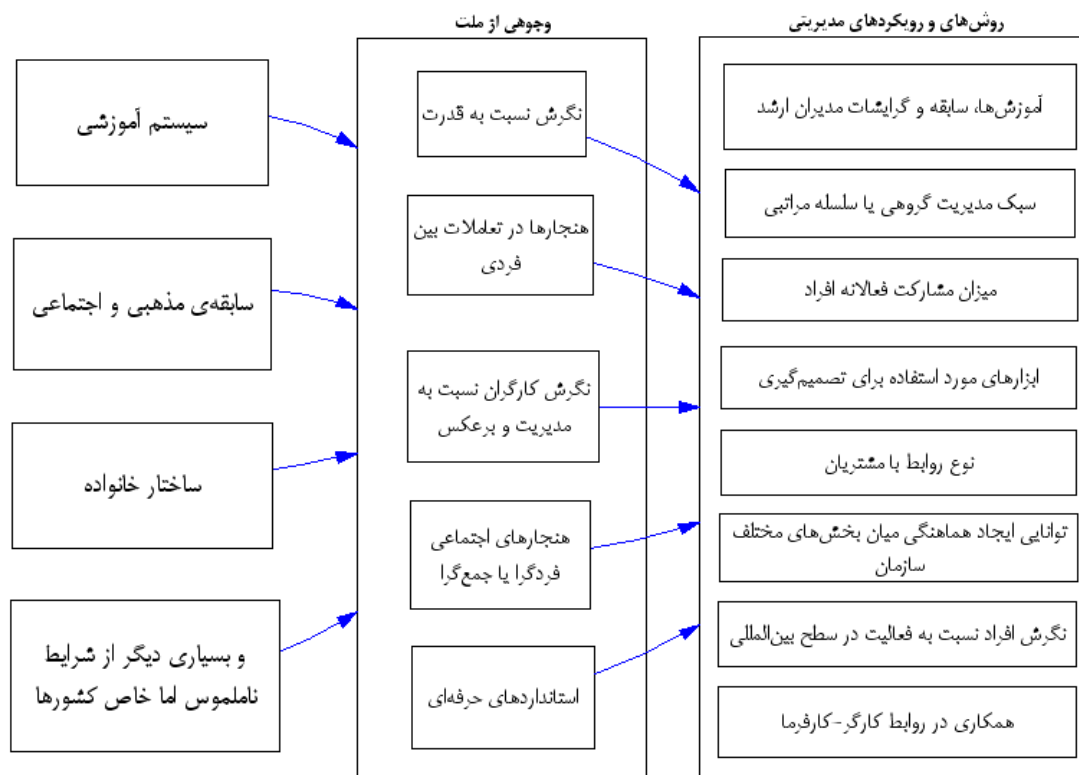 روش‌های و رویکردهای مدیریتی
آموزش‌ها، سابقه و گرایشات مدیران ارشد
سبک مدیریت گروهی یا سلسله مراتبی
میزان مشارکت فعالانه افراد
ابزارهای مورد استفاده برای تصمیم‌گیری
نوع روابط با مشتریان
توانایی ایجاد هماهنگی میان بخش‌های مختلف
سازمان
نگرش افراد نسبت به فعالیت در سطح بین‌المللی
همکاری در روابط کارگر-کارفرما
وجوهی از ملت
نگرش نسبت به قدرت
هنجارها در تعاملات بین
فردی
نگرش کارگران نسبت به
مدیریت و برعکس
هنجارهای اجتماعی
فردگرا یا جمع‌گرا
استانداردهای حرفه‌ای
سیستم آموزشی
سابقه‌ی مذهبی و اجتماعی
ساختار خانواده
و بسیاری دیگر از شرایط
ناملموس اما خاص کشورها